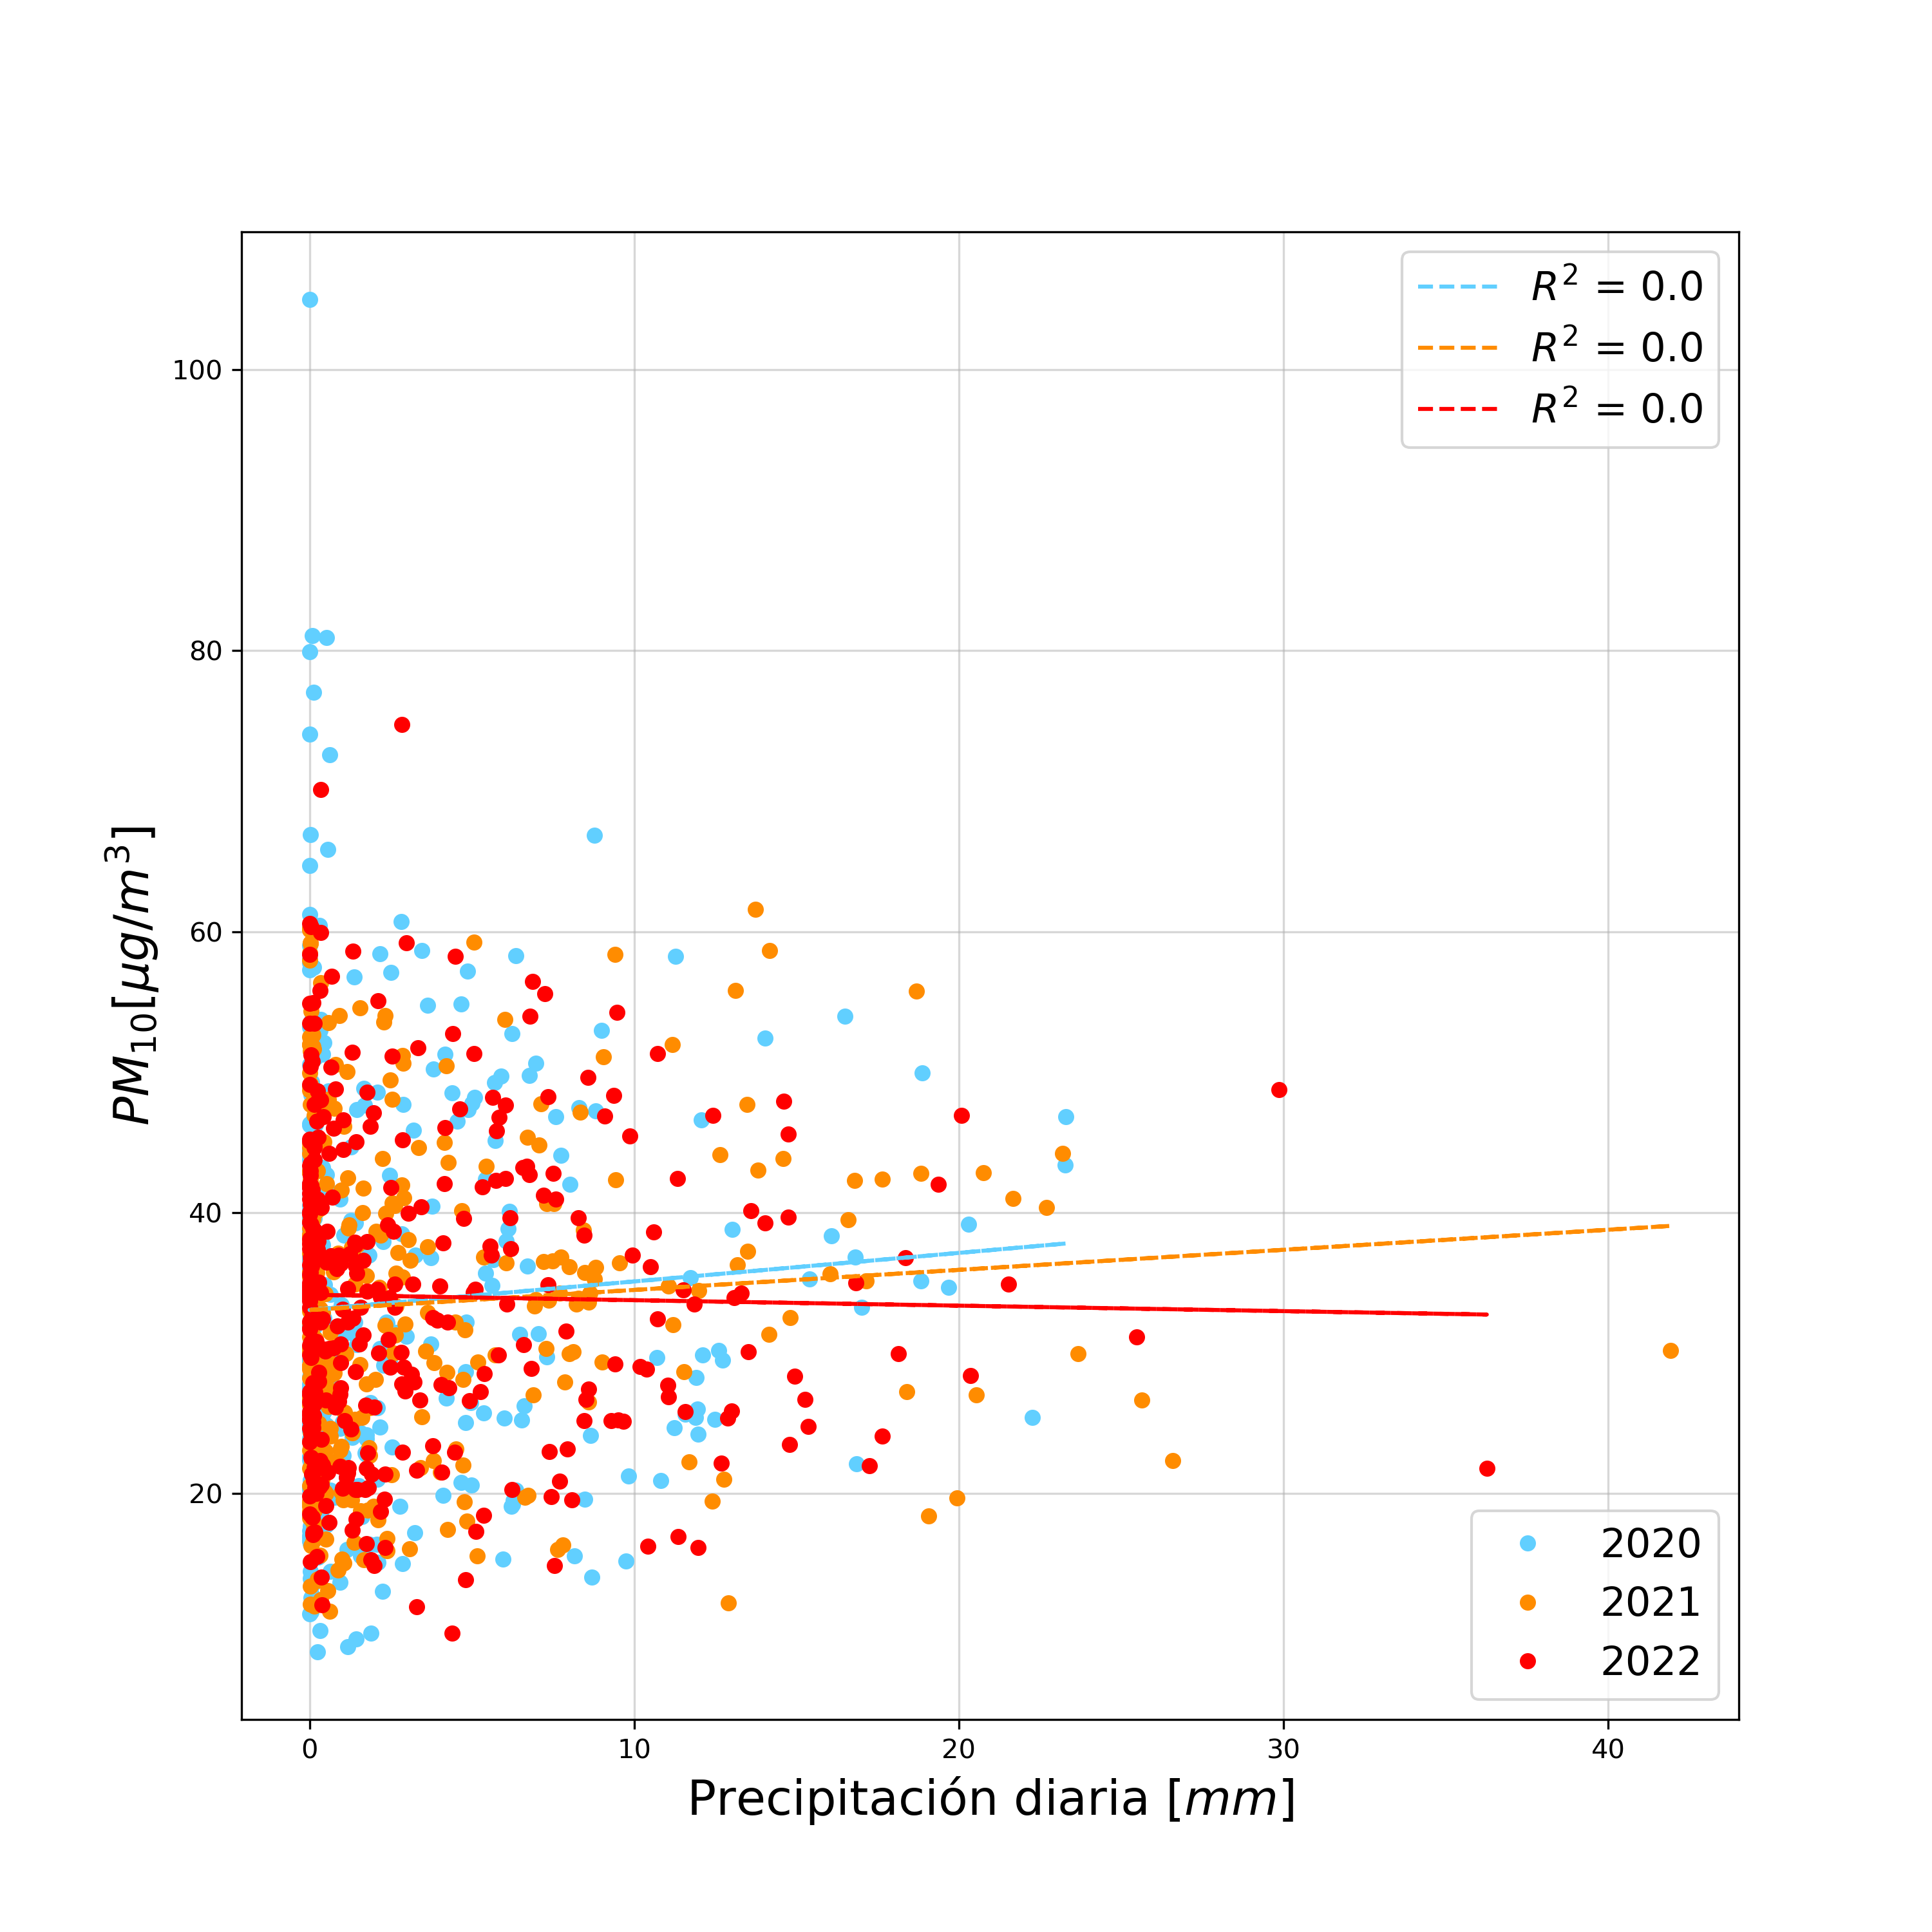 R² = 0.0
R² = 0.0
R² = 0.0
100
80
60
40
20
PM₁₀[μg/m³]
2020
2021
2022
0 10 20 30 40
Precipitación diaria [mm]